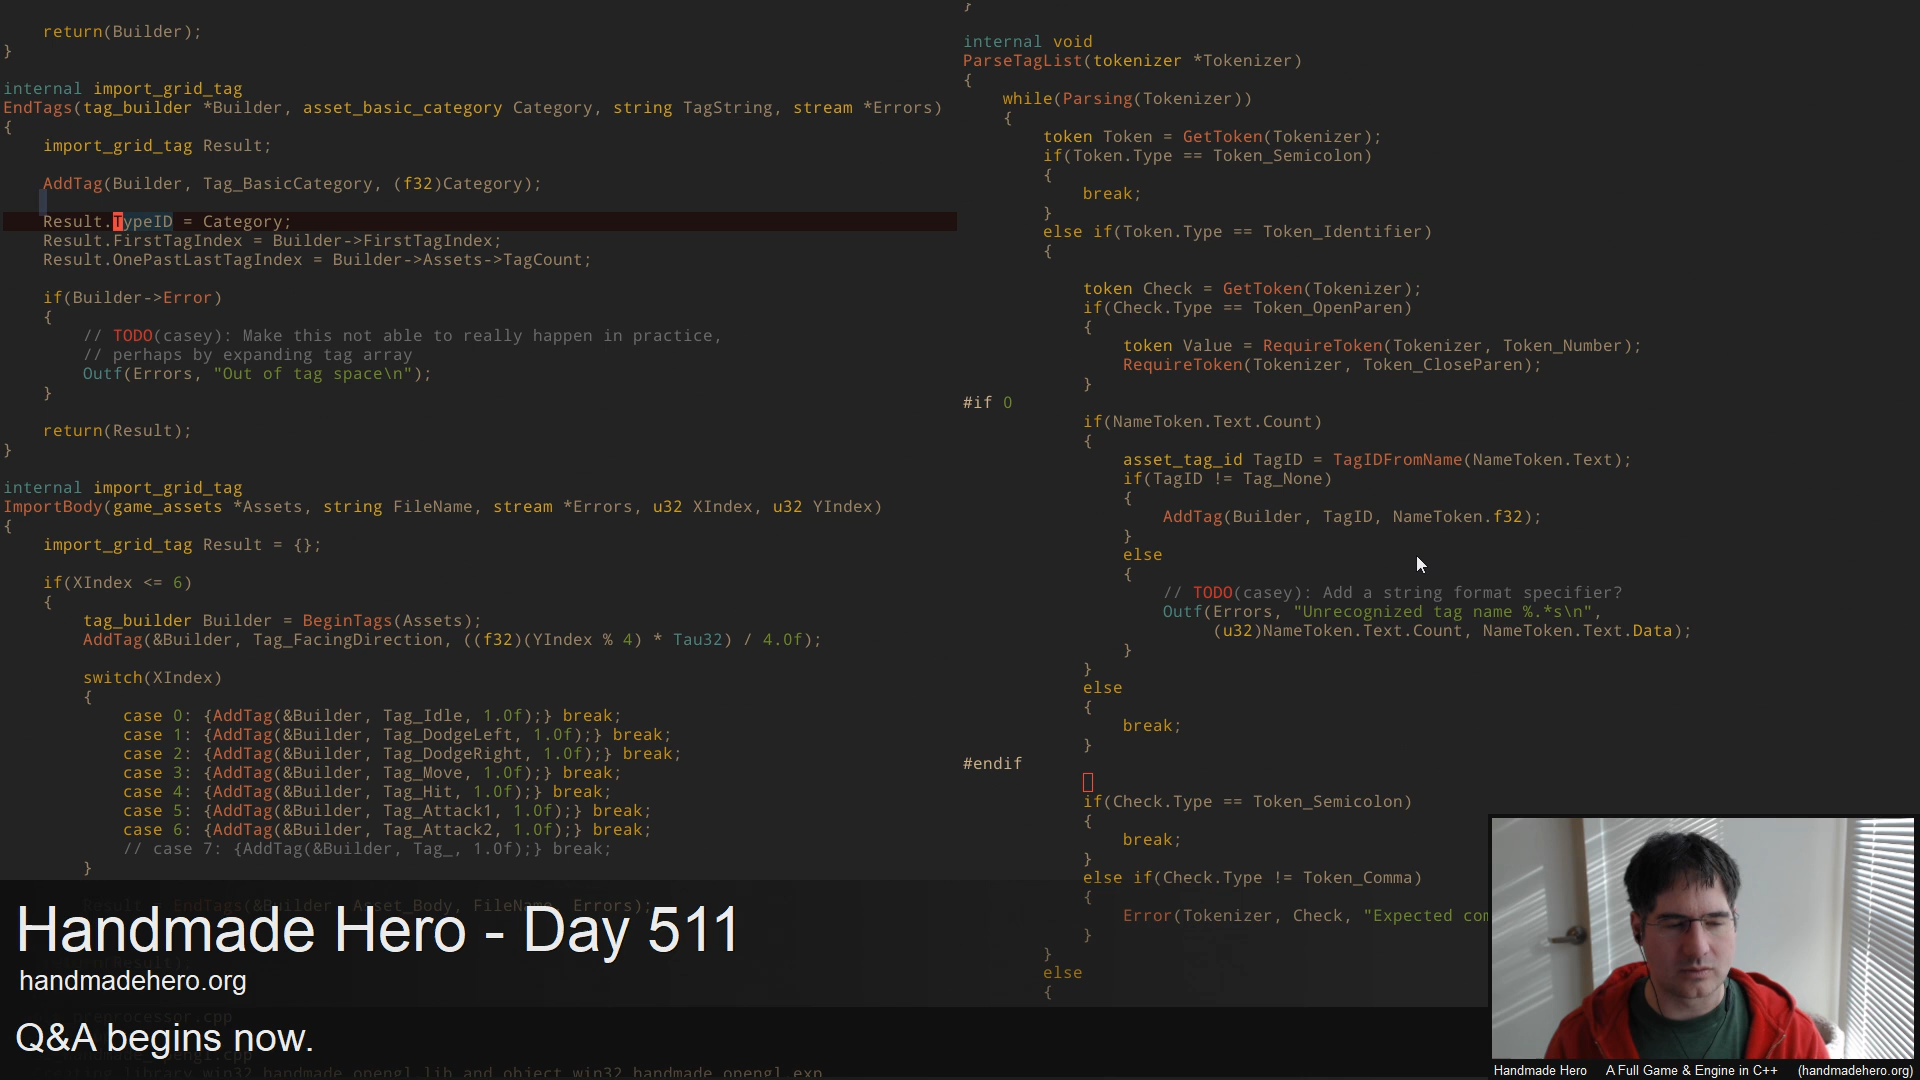 return(Builder);
}
internal import_grid_tag
EndTags(tag_builder *Builder, asset_basic_category Category, string TagString, stream *Errors)
{
import_grid_tag Result;
AddTag(Builder, Tag_BasicCategory, (f32)Category);
Result.TypeID = Category;
Result.FirstTagIndex = Builder->FirstTagIndex;
Result.OnePastLastTagIndex = Builder->Assets->TagCount;
if(Builder->Error)
{
// TODO(casey): Make this not able to really happen in practice,
// perhaps by expanding tag array
Outf(Errors, "Out of tag space\n");
}
return(Result);
}
internal import_grid_tag
ImportBody(game_assets *Assets, string FileName, stream *Errors, u32 XIndex, u32 YIndex)
{
import_grid_tag Result = {};
if(XIndex <= 6)
{
tag_builder Builder = BeginTags(Assets);
AddTag(&Builder, Tag_FacingDirection, ((f32)(YIndex % 4) * Tau32) / 4.0f);
switch(XIndex)
{
case 0: {AddTag(&Builder, Tag_Idle, 1.0f);} break;
case 1: {AddTag(&Builder, Tag_DodgeLeft, 1.0f);} break;
case 2: {AddTag(&Builder, Tag_DodgeRight, 1.0f);} break;
case 3: {AddTag(&Builder, Tag_Move, 1.0f);} break;
case 4: {AddTag(&Builder, Tag_Hit, 1.0f);} break;
case 5: {AddTag(&Builder, Tag_Attack1, 1.0f);} break;
case 6: {AddTag(&Builder, Tag_Attack2, 1.0f);} break;
// case 7: {AddTag(&Builder, Tag_, 1.0f);} break;
}
Result = EndTags(&Builder, Asset_Body, FileName, Errors);
}
internal void
ParseTagList(tokenizer *Tokenizer)
{
while(Parsing(Tokenizer))
{
token Token = GetToken(Tokenizer);
if(Token.Type == Token_Semicolon)
{
break;
}
else if(Token.Type == Token_Identifier)
{
token Check = GetToken(Tokenizer);
if(Check.Type == Token_OpenParen)
{
token Value = RequireToken(Tokenizer, Token_Number);
RequireToken(Tokenizer, Token_CloseParen);
}
#if 0
if(NameToken.Text.Count)
{
asset_tag_id TagID = TagIDFromName(NameToken.Text);
if(TagID != Tag_None)
{
AddTag(Builder, TagID, NameToken.f32);
}
else
{
// TODO(casey): Add a string format specifier?
Outf(Errors, "Unrecognized tag name %.*s\n",
(u32)NameToken.Text.Count, NameToken.Text.Data);
}
}
else
{
break;
}
#endif
if(Check.Type == Token_Semicolon)
{
break;
}
else if(Check.Type != Token_Comma)
{
Error(Tokenizer, Check, "Expected com
}
}
else
{
Handmade Hero - Day 511
handmadehero.org
Q&A begins now.
Handmade Hero A Full Game & Engine in C++ (handmadehero.org)